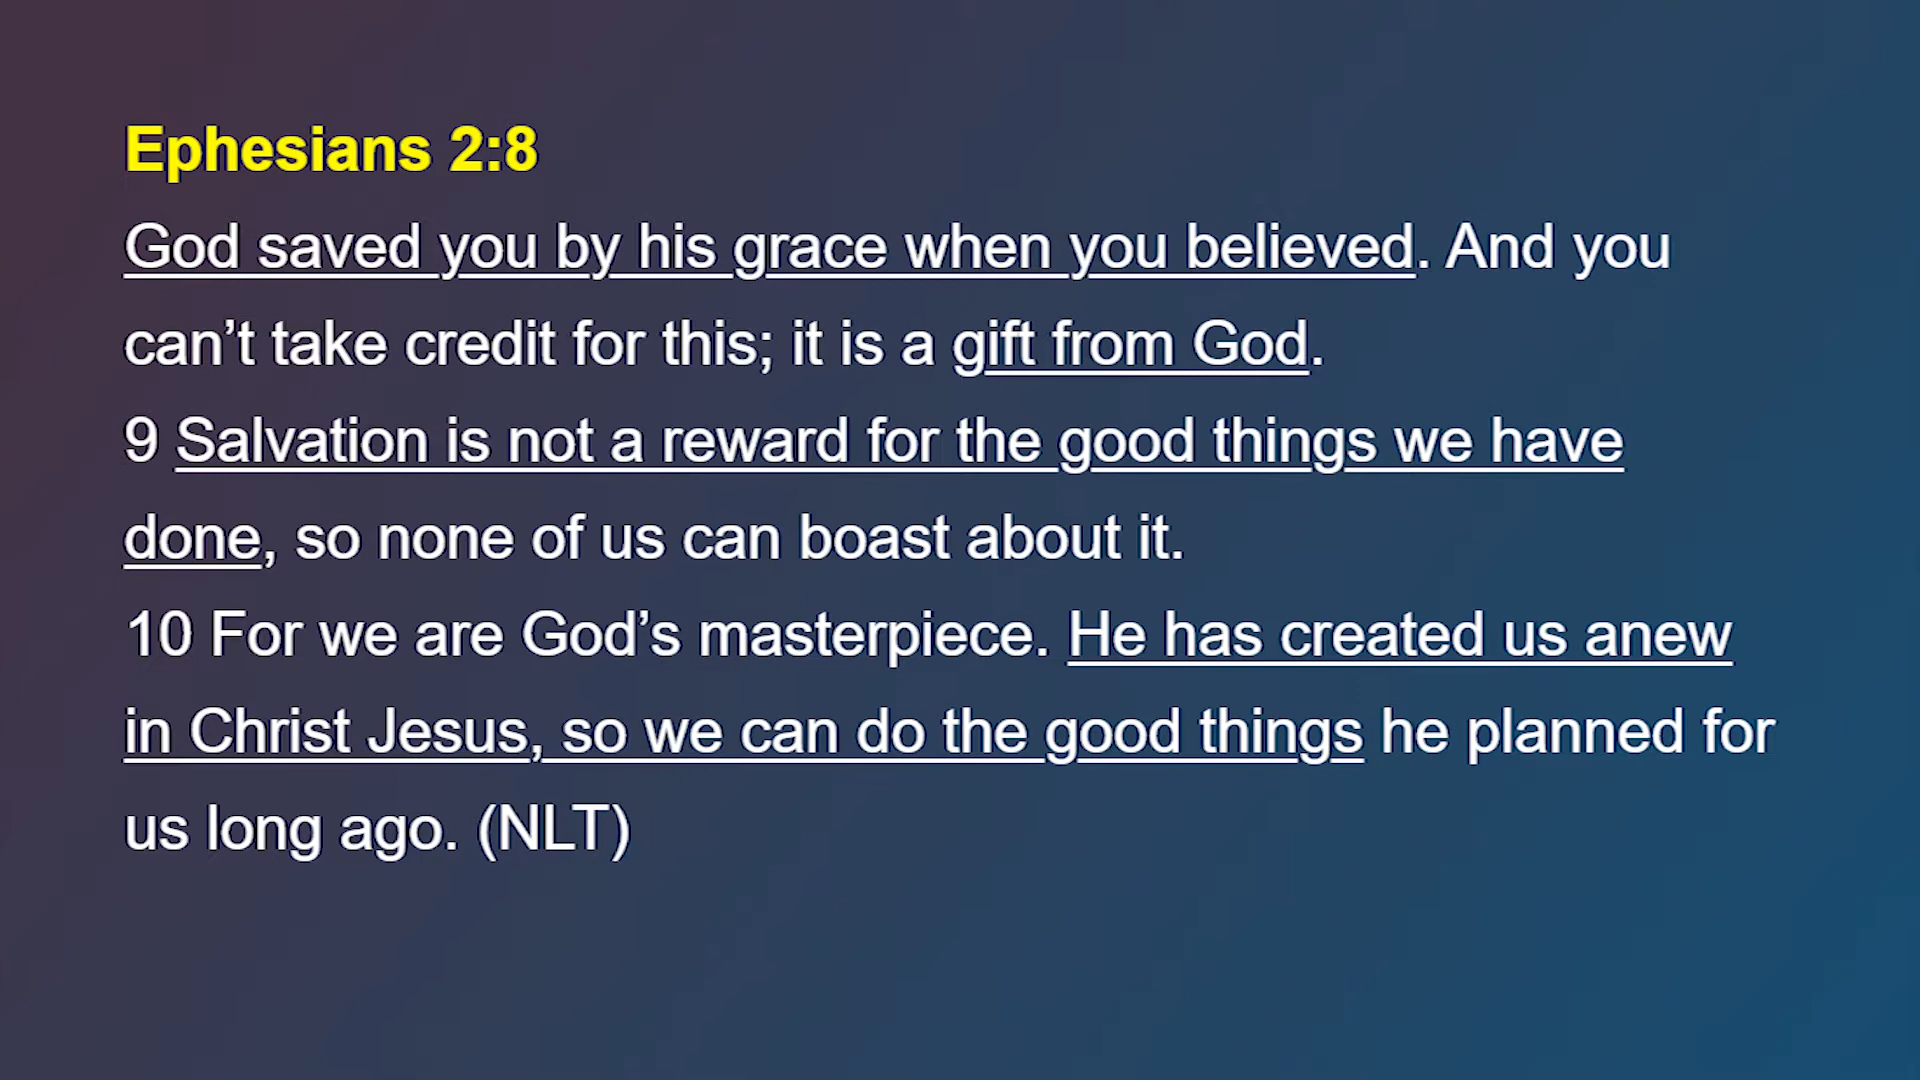 Ephesians 2:8
God saved you by his grace when you believed. And you
can’t take credit for this; it is a gift from God.
9 Salvation is not a reward for the good things we have
done, so none of us can boast about it.
10 For we are God’s masterpiece. He has created us anew
in Christ Jesus, so we can do the good things he planned for
us long ago. (NLT)